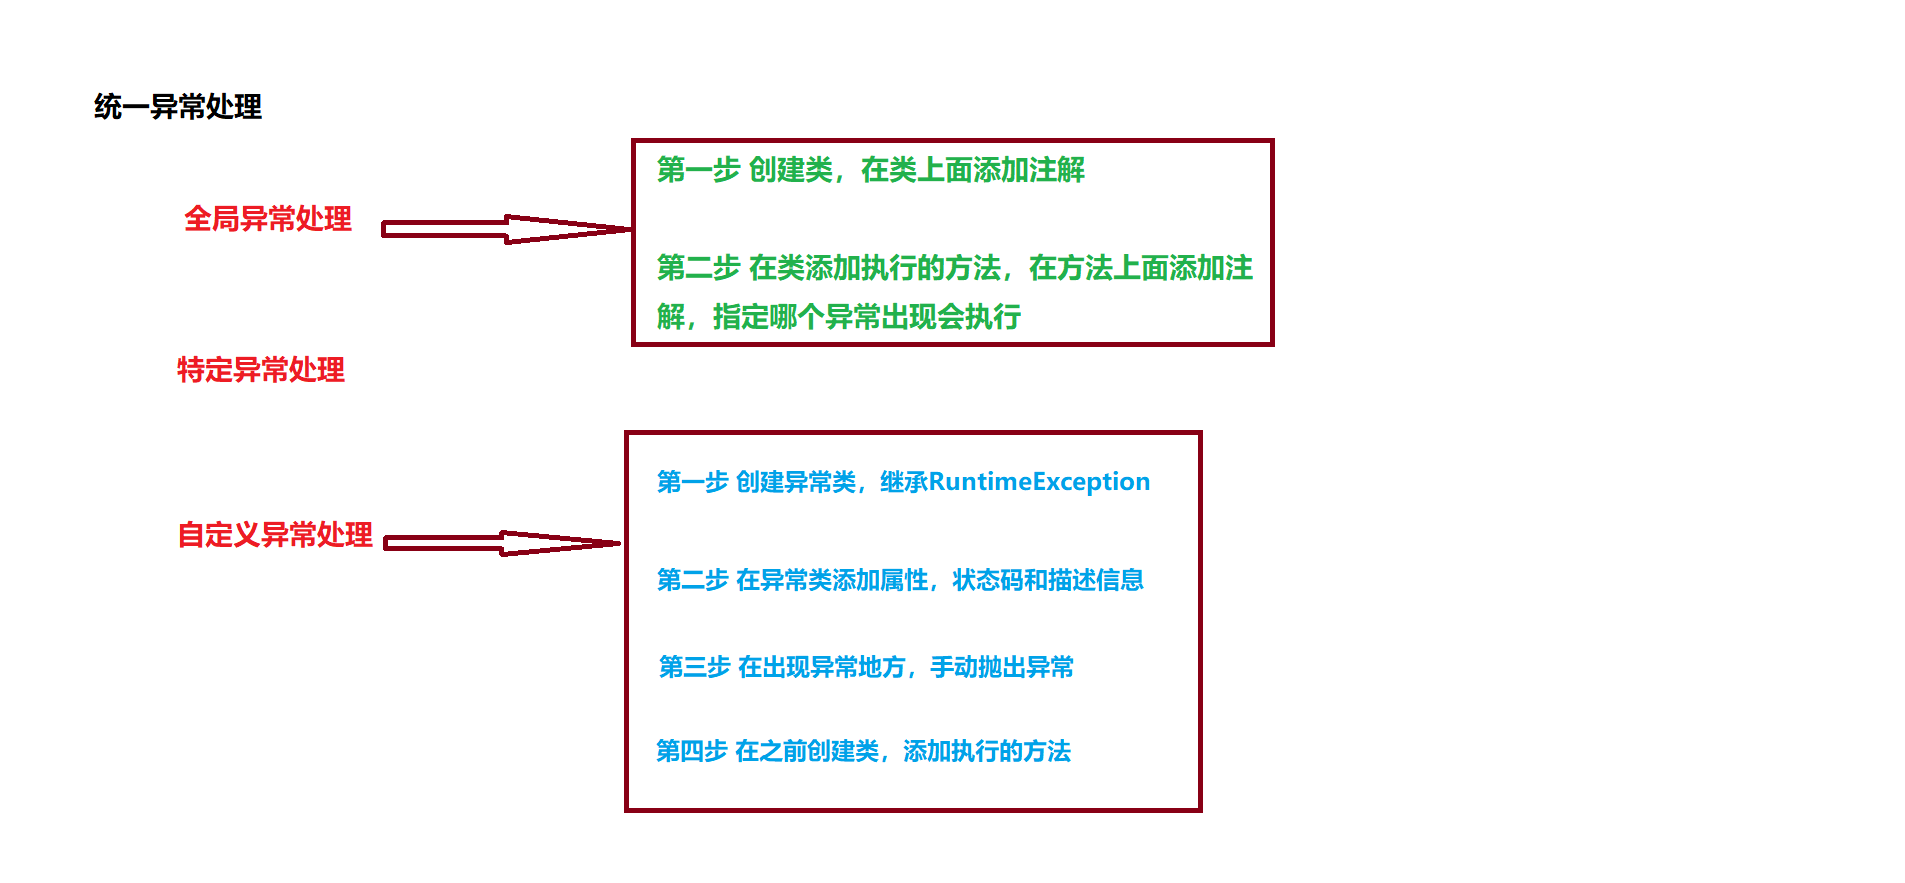 统一异常处理
全局异常处理
第一步 创建类，在类上面添加注解
第二步 在类添加执行的方法，在方法上面添加注
解，指定哪个异常出现会执行
特定异常处理
自定义异常处理
第一步 创建异常类，继承RuntimeException
第二步 在异常类添加属性，状态码和描述信息
第三步 在出现异常地方，手动抛出异常
第四步 在之前创建类，添加执行的方法